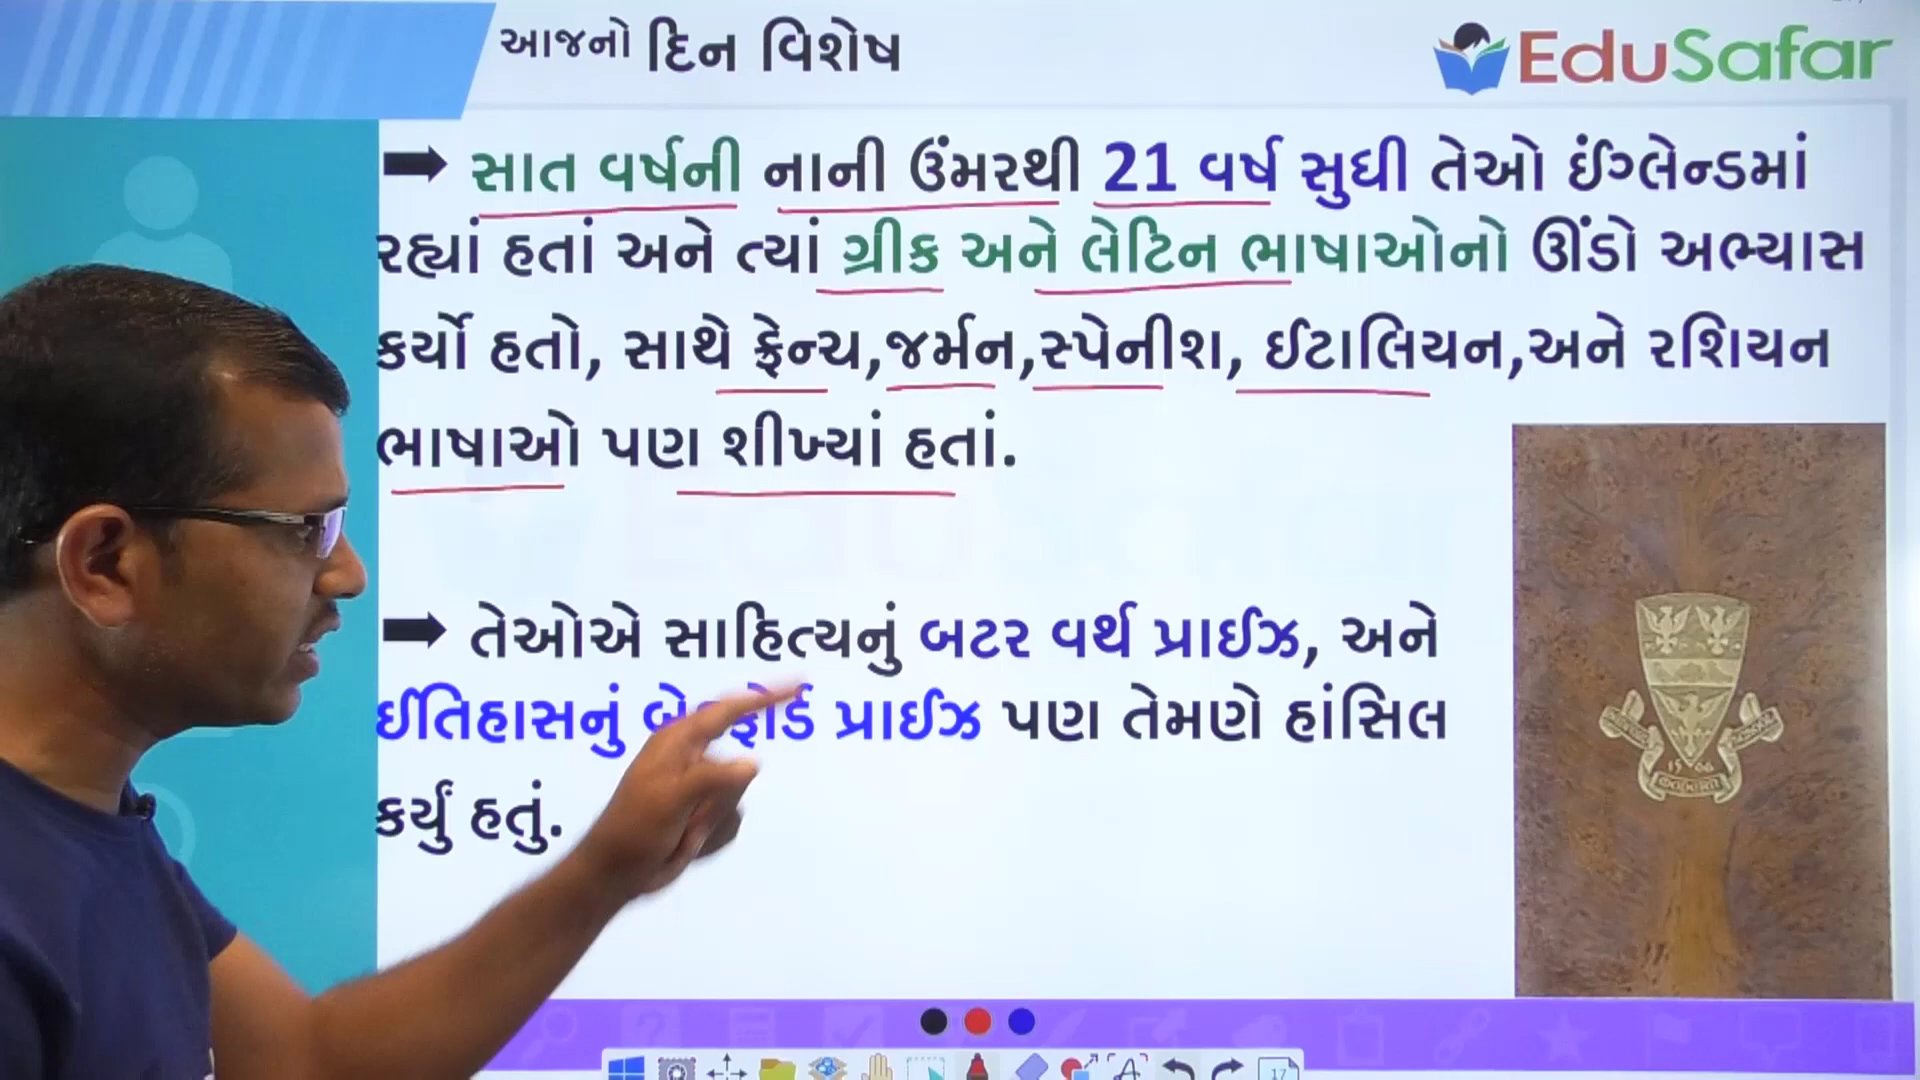 આજનો દિન વિશેષ
EduSafar
સાત વર્ષની નાની ઉંમરથી 21 વર્ષ સુધી તેઓ ઈંગ્લેન્ડમાં
રહ્યાં હતાં અને ત્યાં ગ્રીક અને લેટિન ભાષાઓનો ઊંડો અભ્યાસ
કર્યો હતો, સાથે ફ્રેન્ચ,જર્મન,સ્પેનીશ, ઈટાલિયન,અને રશિયન
ભાષાઓ પણ શીખ્યાં હતાં.
તેઓએ સાહિત્યનું બટર વર્થ પ્રાઈઝ, અને
ઈતિહાસનું પ્રાઈઝ પણ તેમણે હાંસિલ
કર્યું હતું.
17